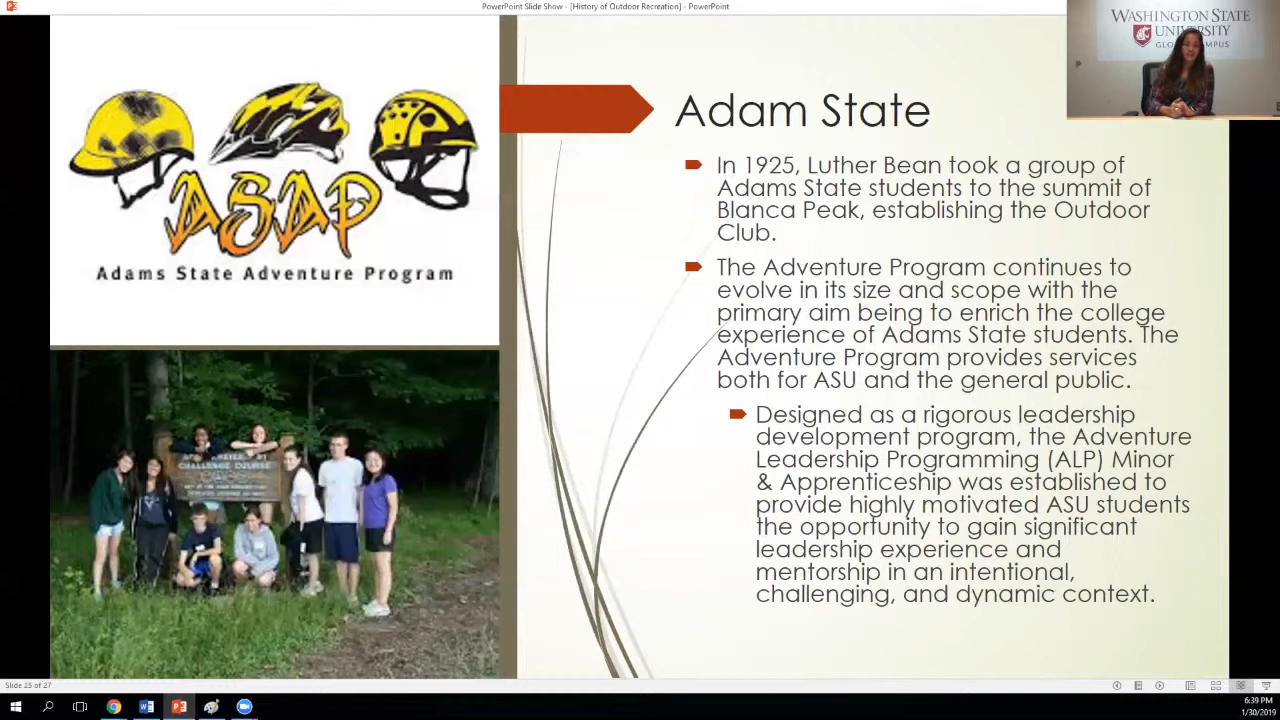 PowerPoint Slide Show - [History of Outdoor Recreation] - PowerPoint
WASHINGTON STATE
UNIVERSITY
GLOBAL CAMPUS
ASAP
Adams State Adventure Program
CHALLENGE COURSE
Adam State
In 1925, Luther Bean took a group of
Adams State students to the summit of
Blanca Peak, establishing the Outdoor
Club.
The Adventure Program continues to
evolve in its size and scope with the
primary aim being to enrich the college
experience of Adams State students. The
Adventure Program provides services
both for ASU and the general public.
Designed as a rigorous leadership
development program, the Adventure
Leadership Programming (ALP) Minor
& Apprenticeship was established to
provide highly motivated ASU students
the opportunity to gain significant
leadership experience and
mentorship in an intentional,
challenging, and dynamic context.
Slide 25 of 27
6:39 PM
1/30/2019